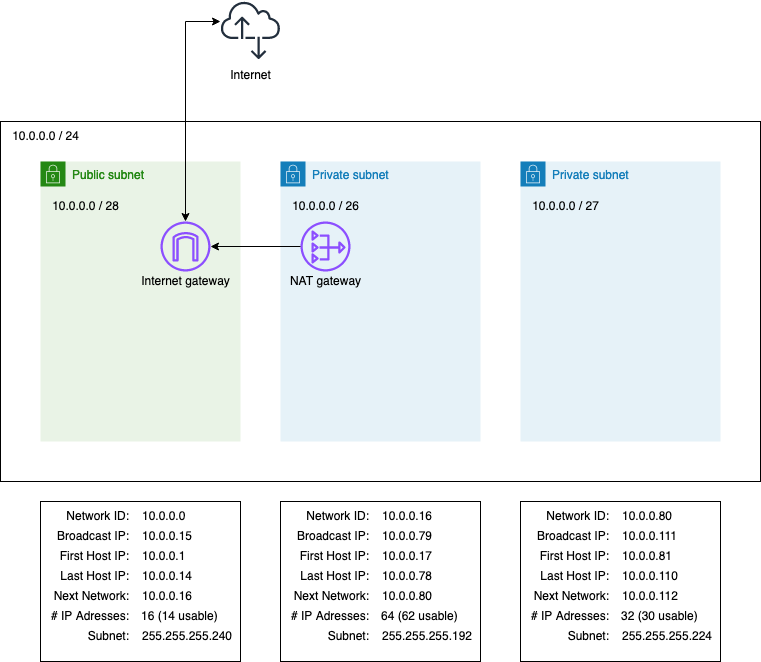 Internet
10.0.0.0 / 24
Public subnet
10.0.0.0 / 28
Internet gateway
Private subnet
10.0.0.0 / 26
NAT gateway
Private subnet
10.0.0.0 / 27
Network ID: 10.0.0.0
Broadcast IP: 10.0.0.15
First Host IP: 10.0.0.1
Last Host IP: 10.0.0.14
Next Network: 10.0.0.16
# IP Adresses: 16 (14 usable)
Subnet: 255.255.255.240
Network ID: 10.0.0.16
Broadcast IP: 10.0.0.79
First Host IP: 10.0.0.17
Last Host IP: 10.0.0.78
Next Network: 10.0.0.80
# IP Adresses: 64 (62 usable)
Subnet: 255.255.255.192
Network ID: 10.0.0.80
Broadcast IP: 10.0.0.111
First Host IP: 10.0.0.81
Last Host IP: 10.0.0.110
Next Network: 10.0.0.112
# IP Adresses: 32 (30 usable)
Subnet: 255.255.255.224